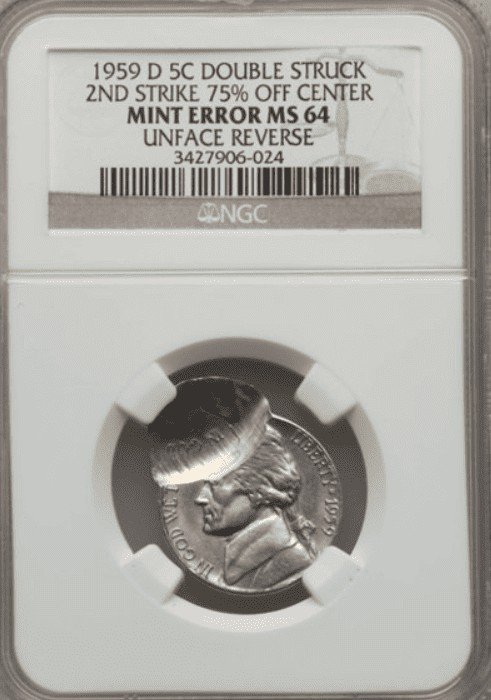 1959 D 5C DOUBLE STRUCK
2ND STRIKE 75% OFF CENTER
MINT ERROR MS 64
UNFACE REVERSE
3427906-024
NGC
LIBERTY
1959
IN GOD WE